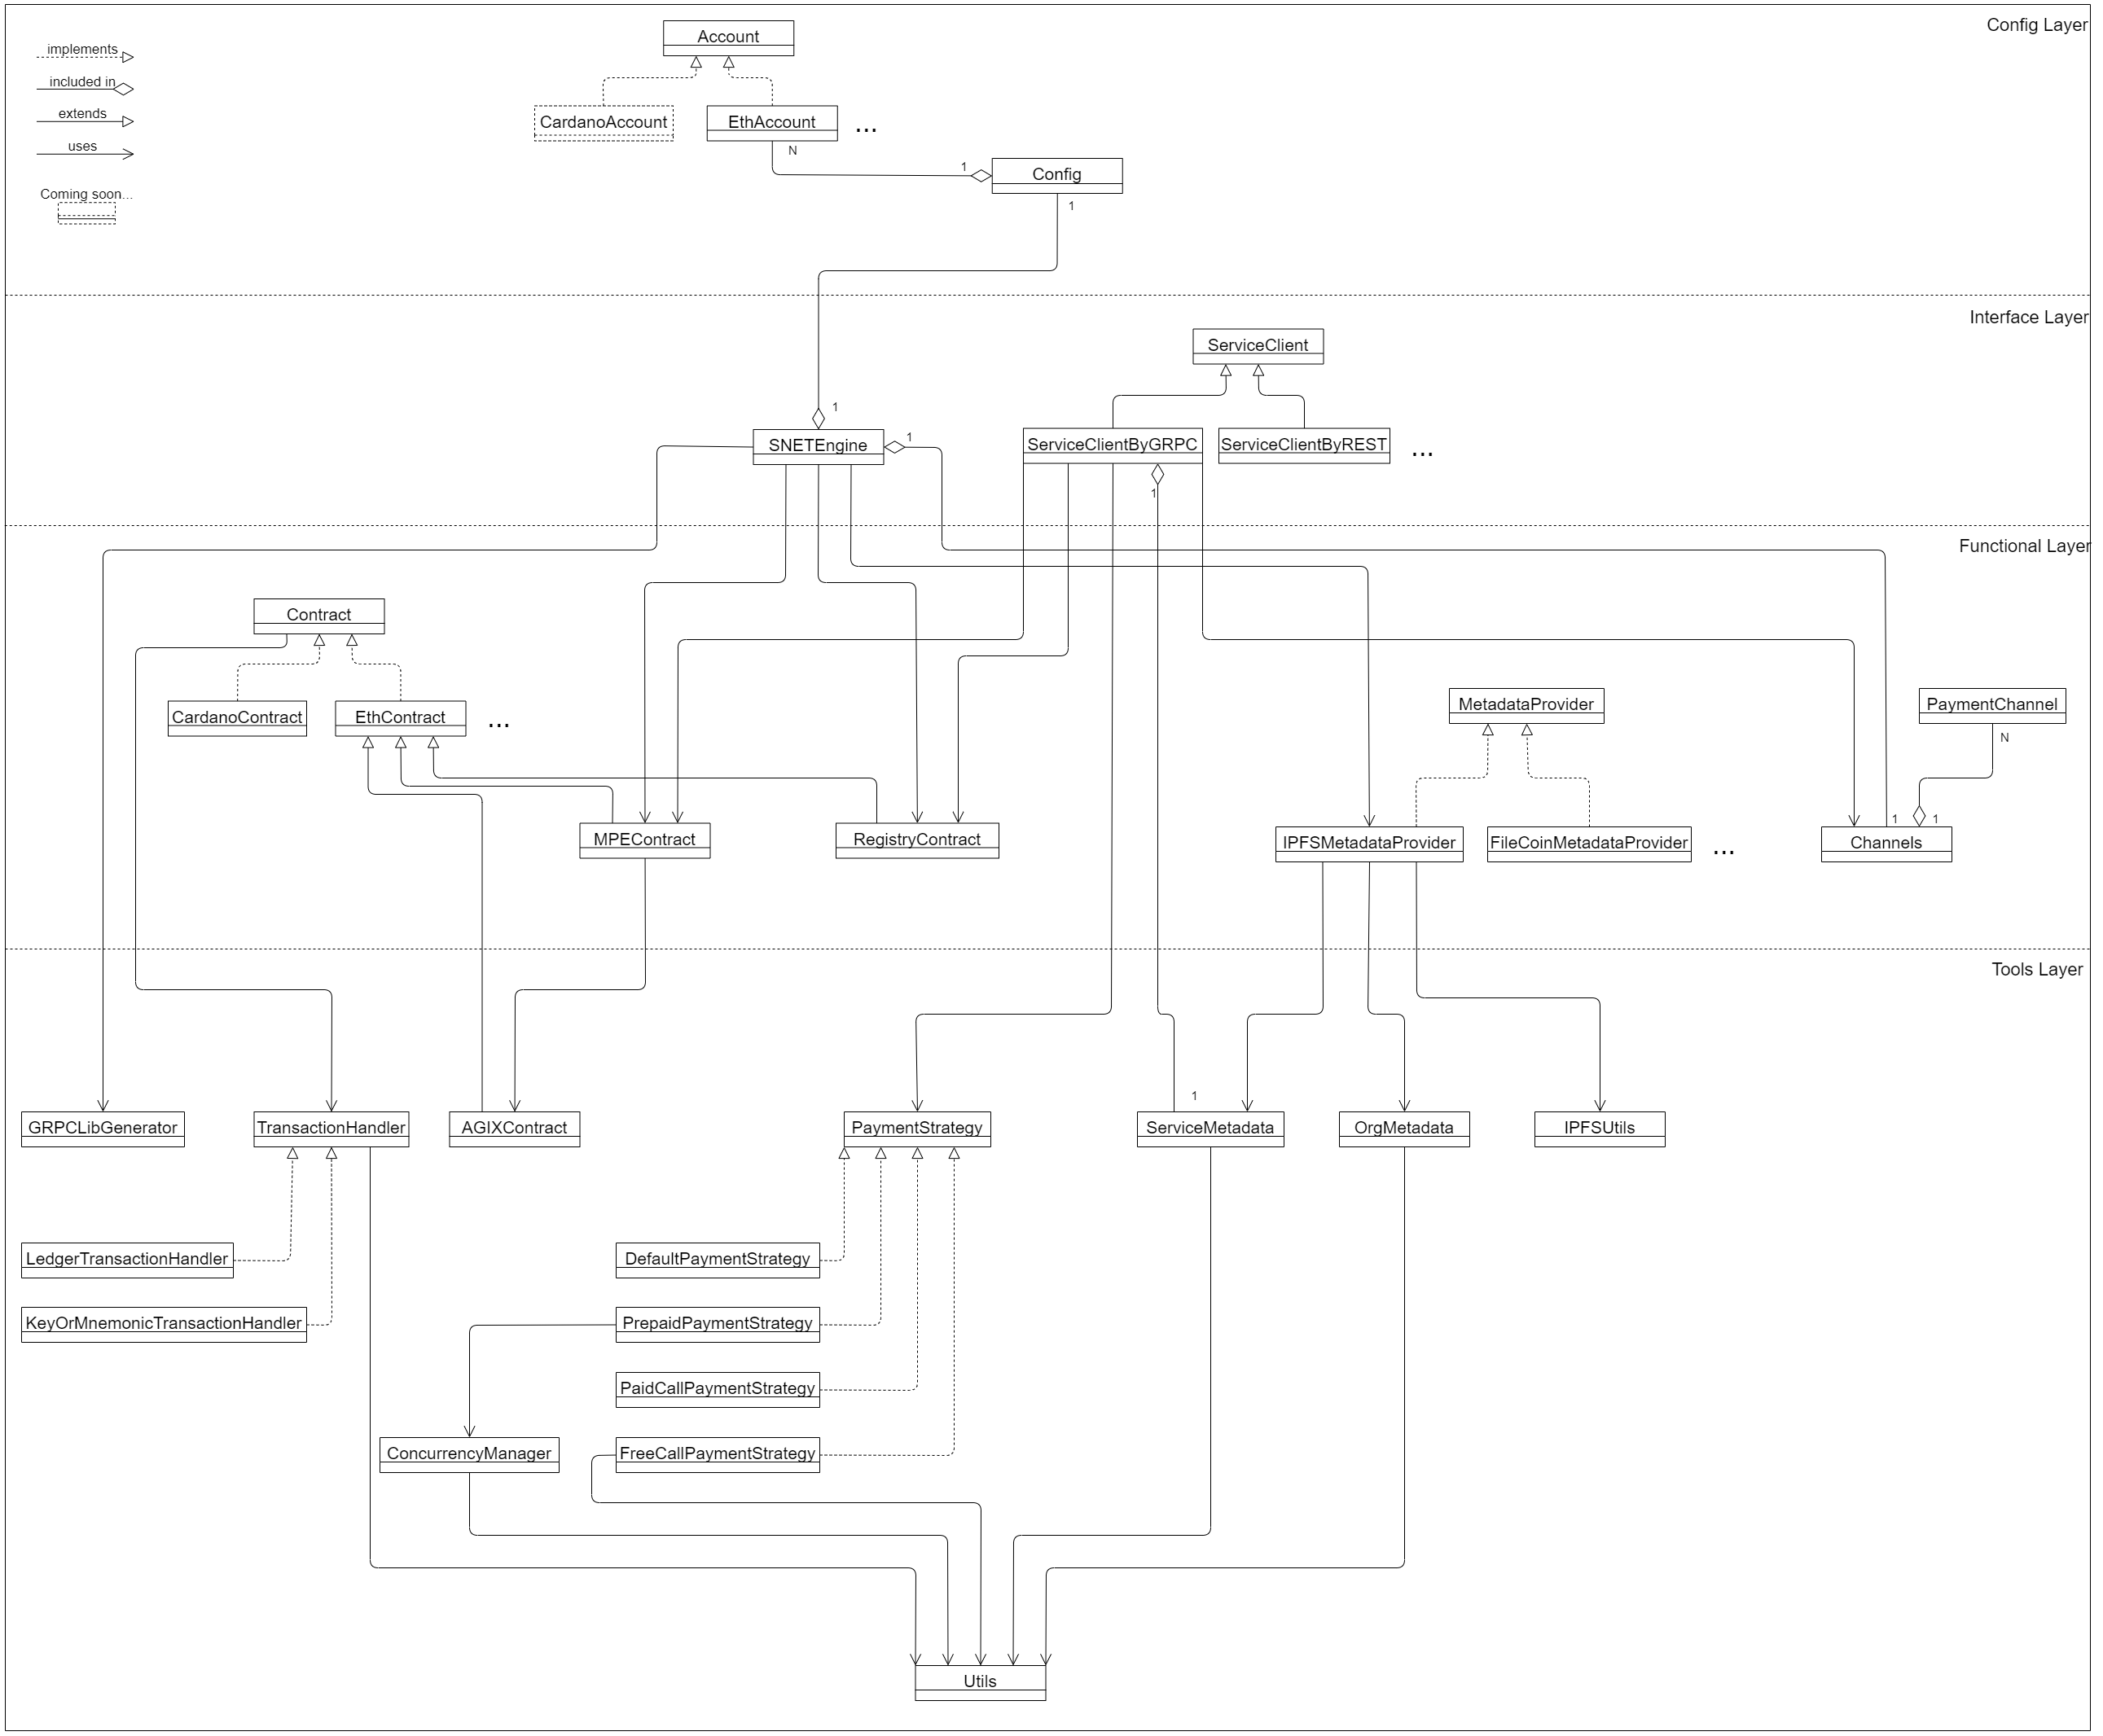 Config Layer
implements
included in
extends
uses
Coming soon...
Account
CardanoAccount
EthAccount
...
N
1
Config
1
Interface Layer
ServiceClient
1
SNETEngine
1
ServiceClientByGRPC
ServiceClientByREST
...
1
Functional Layer
Contract
CardanoContract
EthContract
...
MetadataProvider
PaymentChannel
N
MPEContract
RegistryContract
IPFSMetadataProvider
FileCoinMetadataProvider
...
1
1
Channels
Tools Layer
1
GRPCLibGenerator
TransactionHandler
AGIXContract
PaymentStrategy
ServiceMetadata
OrgMetadata
IPFSUtils
LedgerTransactionHandler
DefaultPaymentStrategy
KeyOrMnemonicTransactionHandler
PrepaidPaymentStrategy
PaidCallPaymentStrategy
ConcurrencyManager
FreeCallPaymentStrategy
Utils